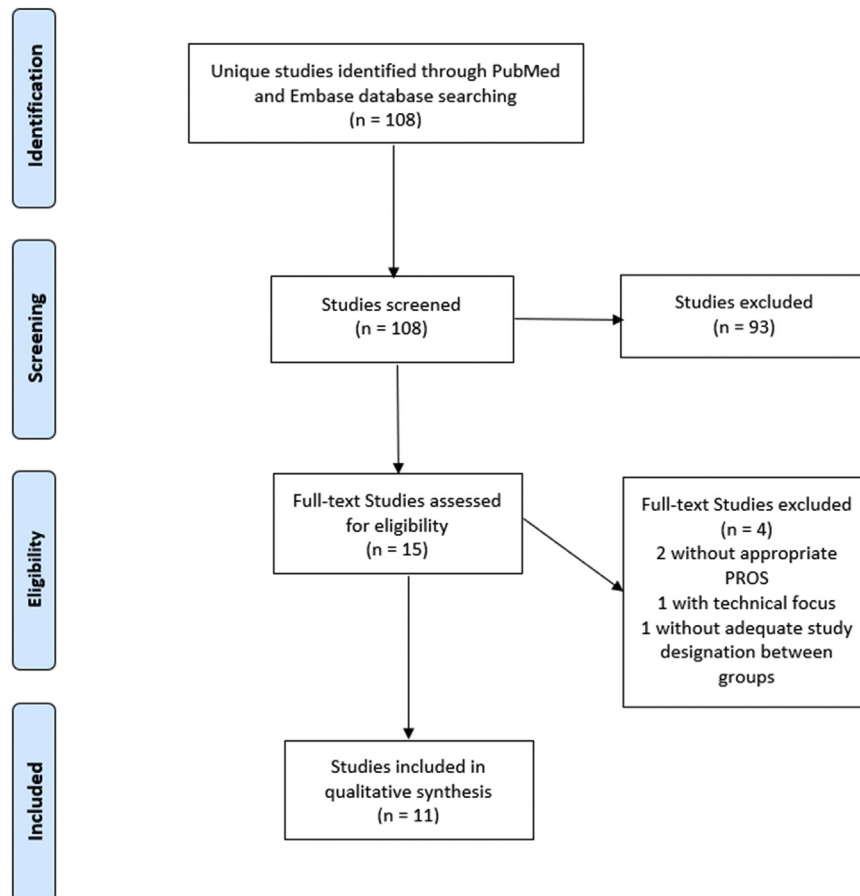 Identification
Unique studies identified through PubMed
and Embase database searching
(n = 108)
Screening
Studies screened
(n = 108)
Studies excluded
(n = 93)
Eligibility
Full-text Studies assessed
for eligibility
(n = 15)
Full-text Studies excluded
(n = 4)
2 without appropriate
PROS
1 with technical focus
1 without adequate study
designation between
groups
Included
Studies included in
qualitative synthesis
(n = 11)